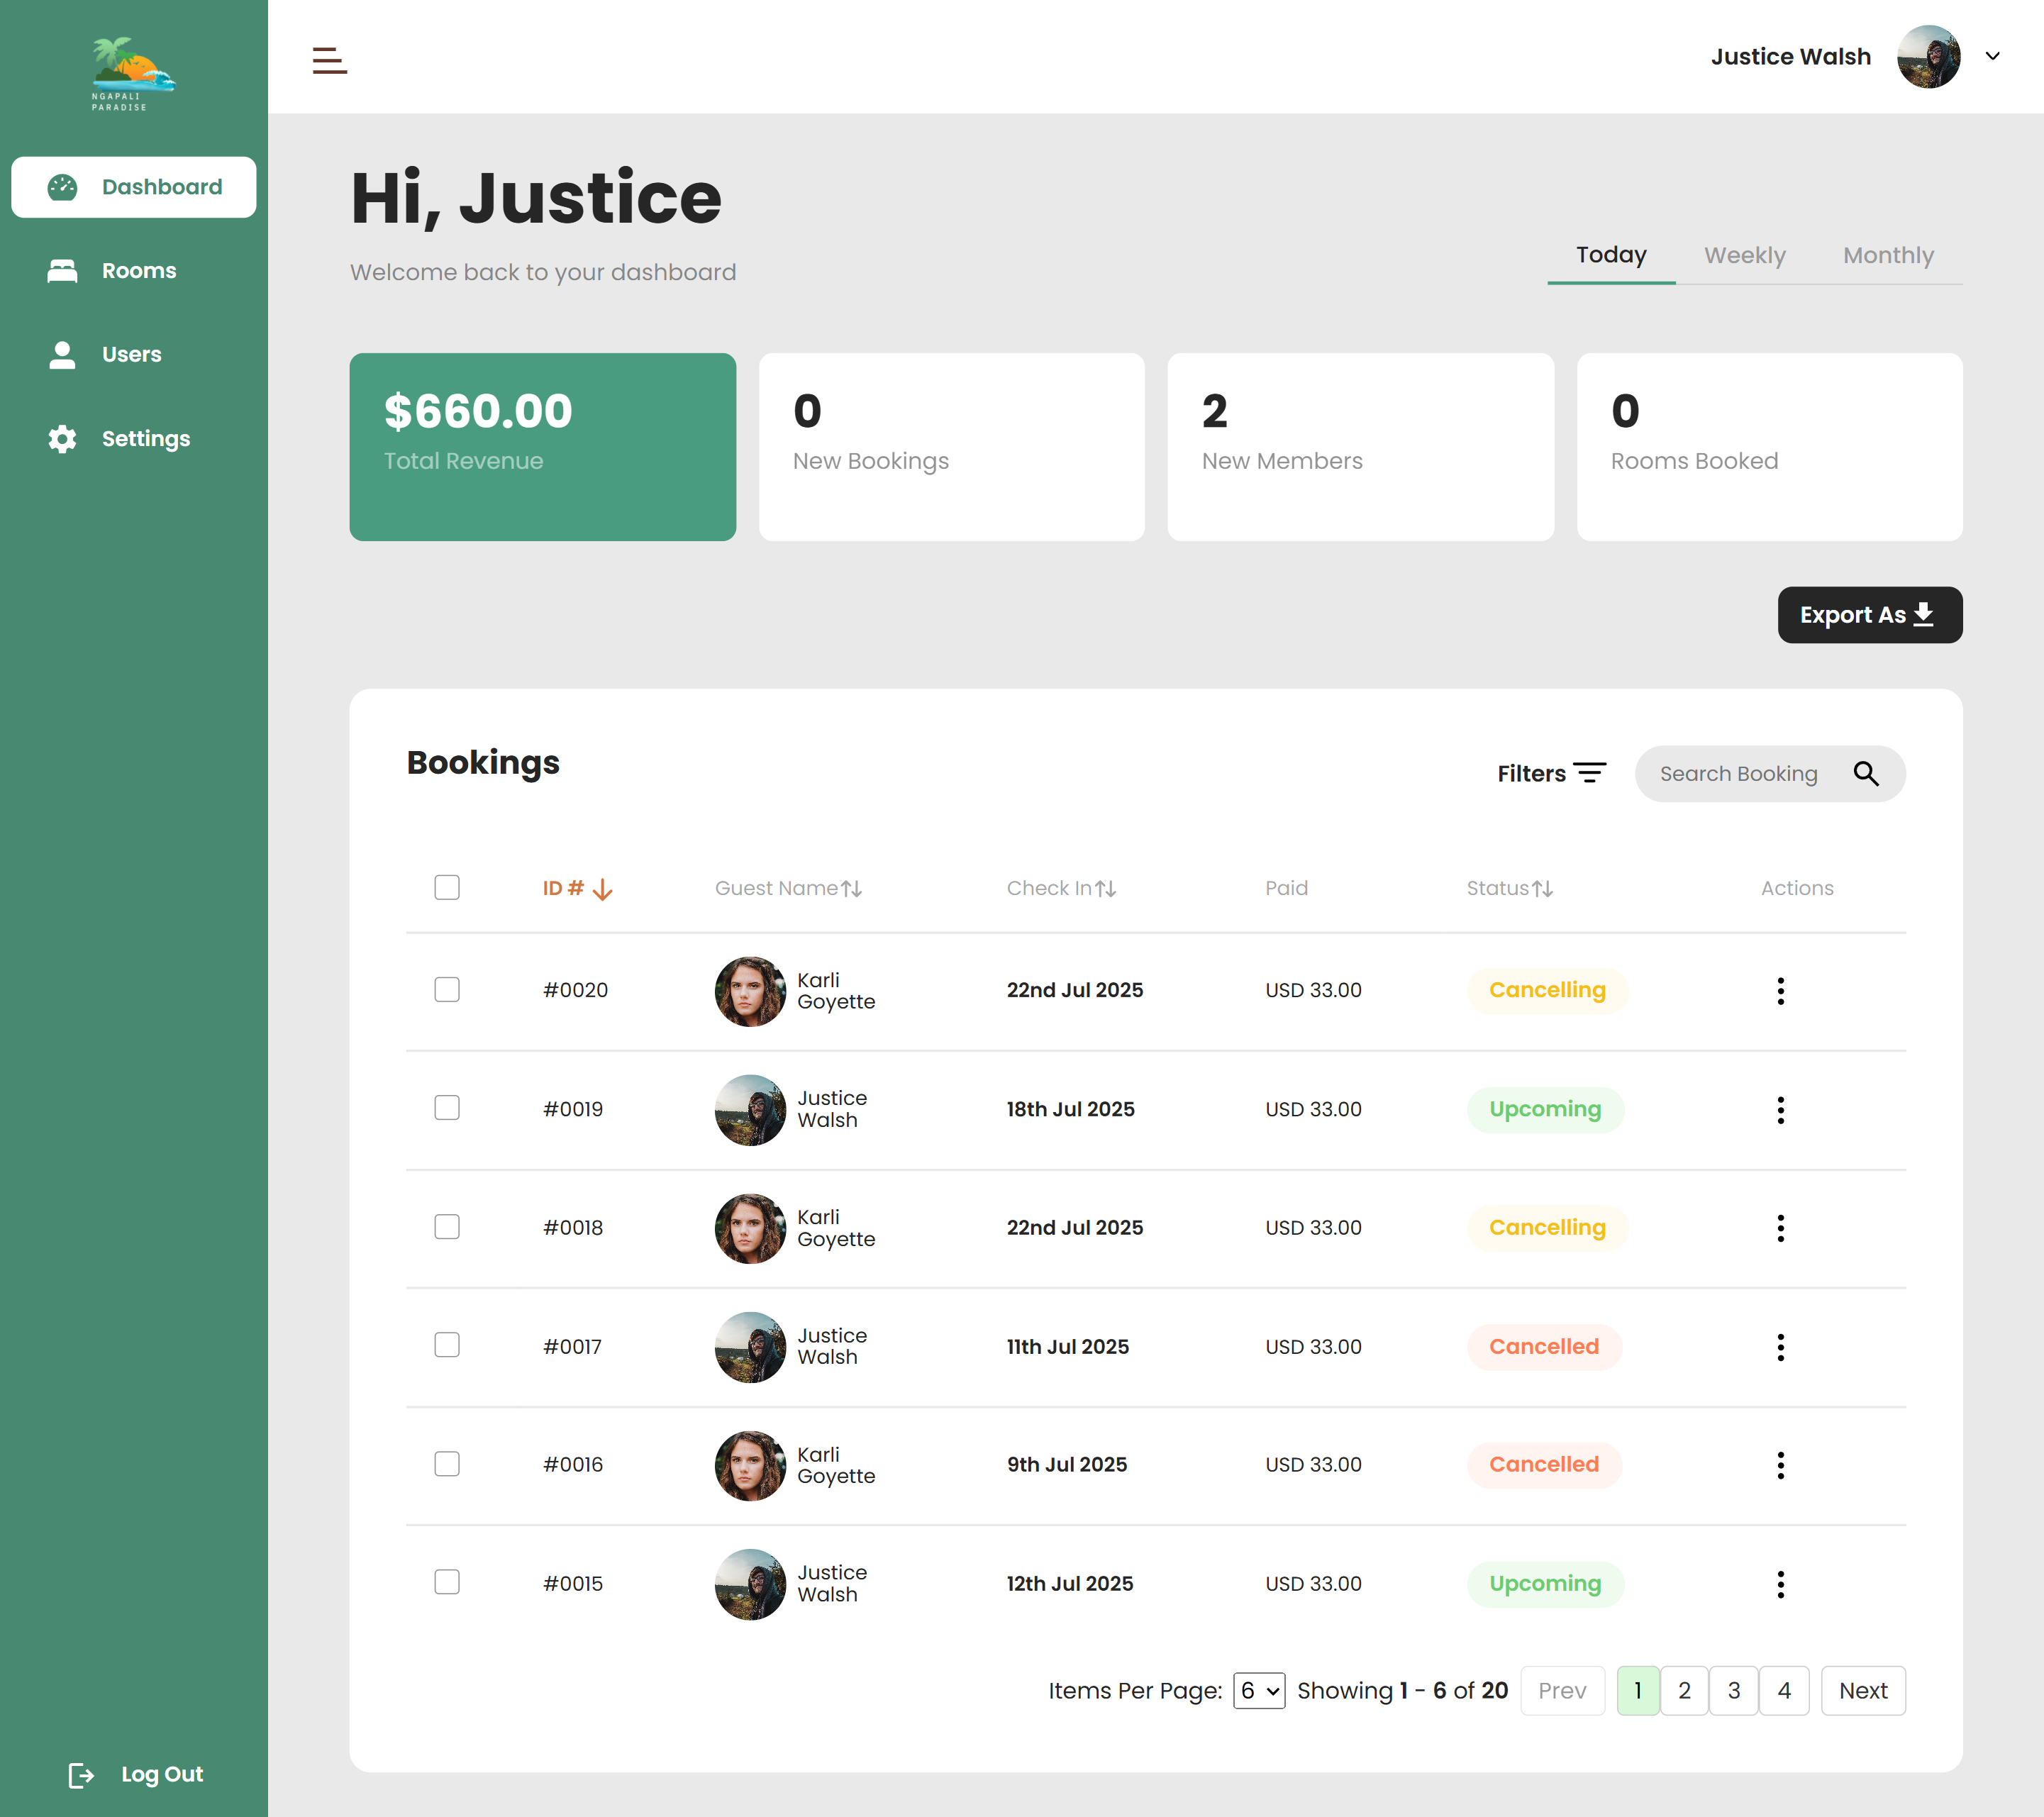 NGAPALI
PARADISE
Dashboard
Rooms
Users
Settings
Log Out
Justice Walsh
Hi, Justice
Welcome back to your dashboard
Today Weekly Monthly
$660.00
Total Revenue
0
New Bookings
2
New Members
0
Rooms Booked
Export As
Bookings
Filters
Search Booking
ID # Guest Name Check In Paid Status Actions
#0020 Karli
Goyette 22nd Jul 2025 USD 33.00 Cancelling
#0019 Justice
Walsh 18th Jul 2025 USD 33.00 Upcoming
#0018 Karli
Goyette 22nd Jul 2025 USD 33.00 Cancelling
#0017 Justice
Walsh 11th Jul 2025 USD 33.00 Cancelled
#0016 Karli
Goyette 9th Jul 2025 USD 33.00 Cancelled
#0015 Justice
Walsh 12th Jul 2025 USD 33.00 Upcoming
Items Per Page: 6 Showing 1 - 6 of 20 Prev 1 2 3 4 Next